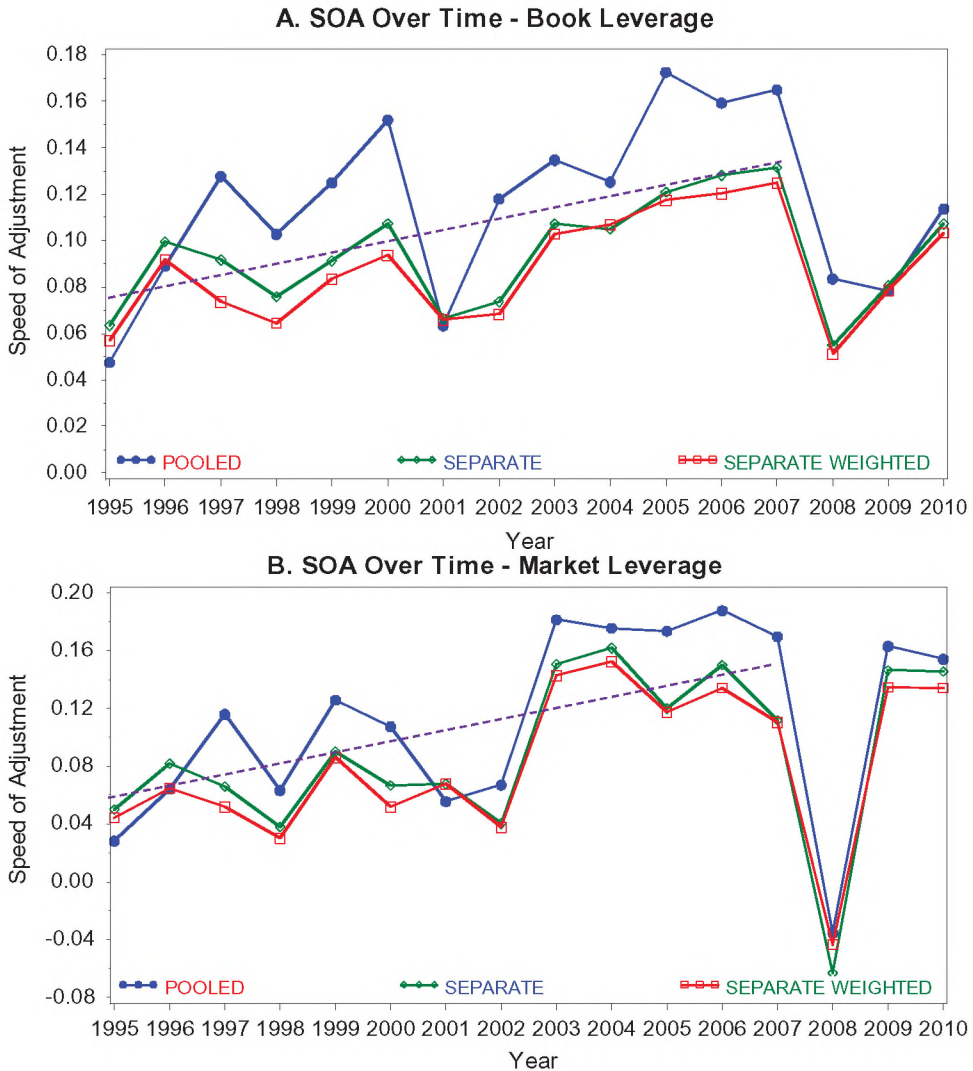 A. SOA Over Time - Book Leverage
Speed of Adjustment
0.18
0.16
0.14
0.12
0.10
0.08
0.06
0.04
0.02
0.00
POOLED SEPARATE SEPARATE WEIGHTED
1995 1996 1997 1998 1999 2000 2001 2002 2003 2004 2005 2006 2007 2008 2009 2010
Year
B. SOA Over Time - Market Leverage
Speed of Adjustment
0.20
0.16
0.12
0.08
0.04
0.00
-0.04
-0.08
POOLED SEPARATE SEPARATE WEIGHTED
1995 1996 1997 1998 1999 2000 2001 2002 2003 2004 2005 2006 2007 2008 2009 2010
Year